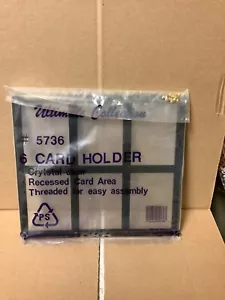 Ultimate Collection
# 5736
6 CARD HOLDER
Crystal Clear
Recessed Card Area
Threaded for easy assembly
PS